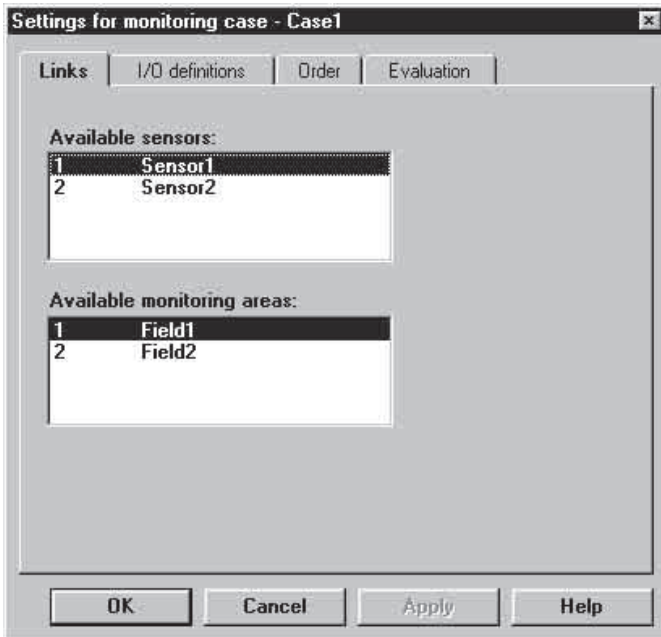 Settings for monitoring case - Case1
Links I/O definitions Order Evaluation
Available sensors:
1 Sensor1
2 Sensor2
Available monitoring areas:
1 Field1
2 Field2
OK Cancel Apply Help